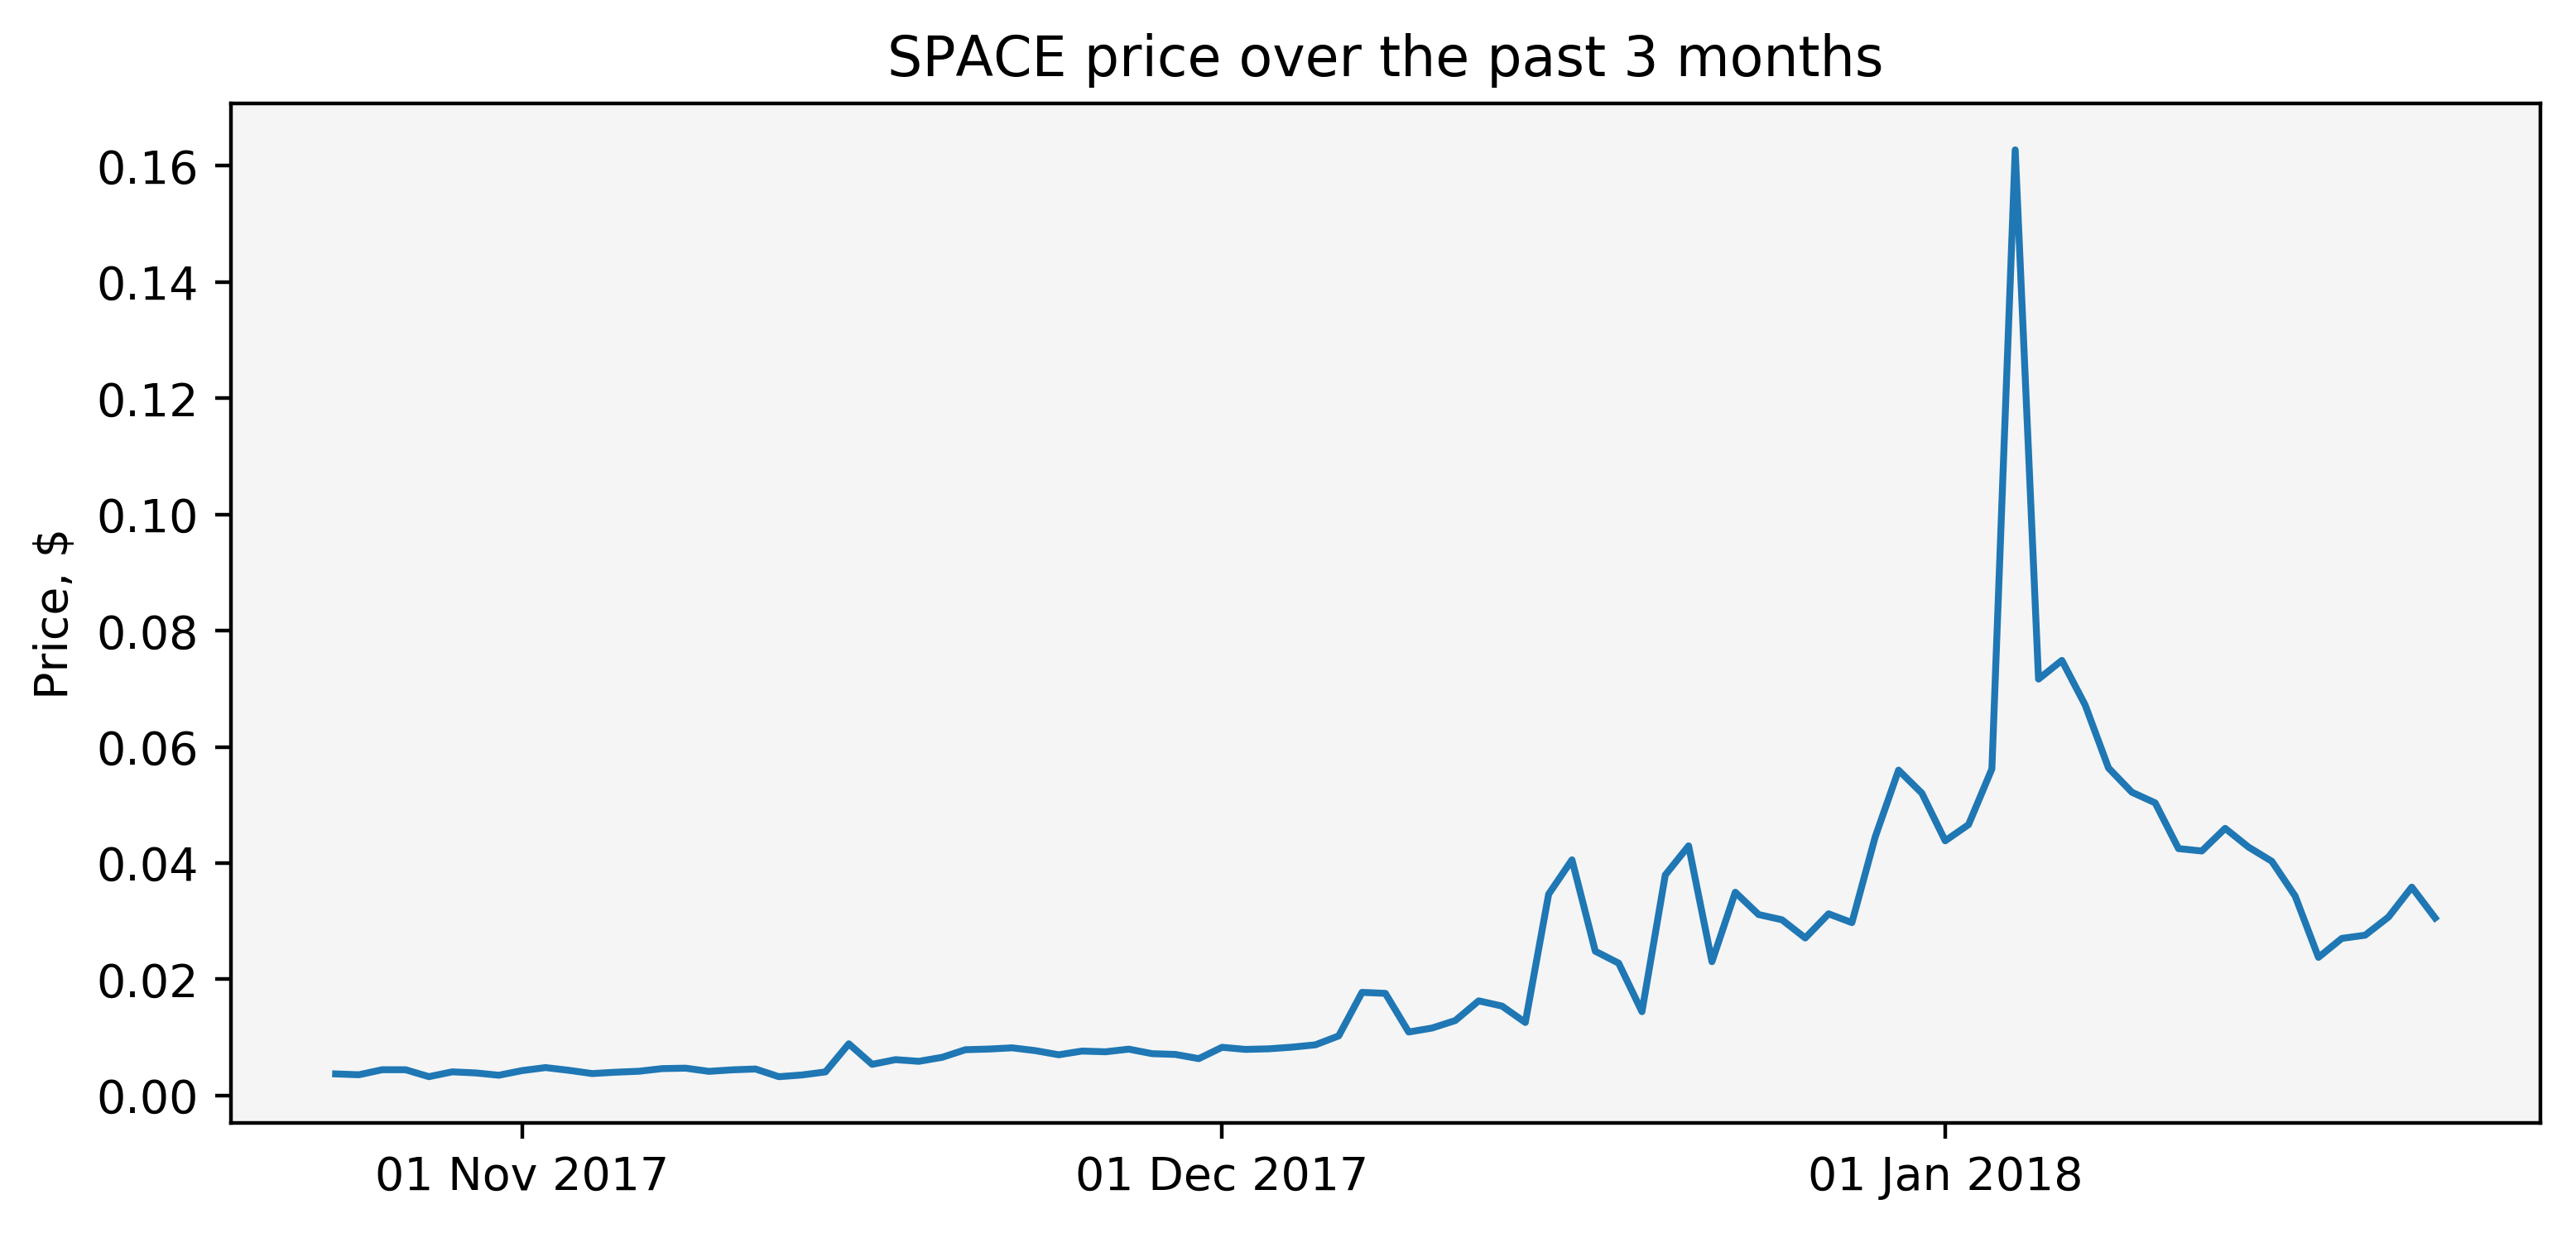 SPACE price over the past 3 months
Price, $
0.16
0.14
0.12
0.10
0.08
0.06
0.04
0.02
0.00
01 Nov 2017
01 Dec 2017
01 Jan 2018